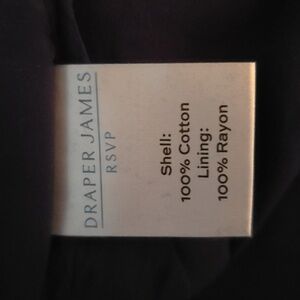 DRAPER JAMES
RSVP
Shell:
100% Cotton
Lining:
100% Rayon